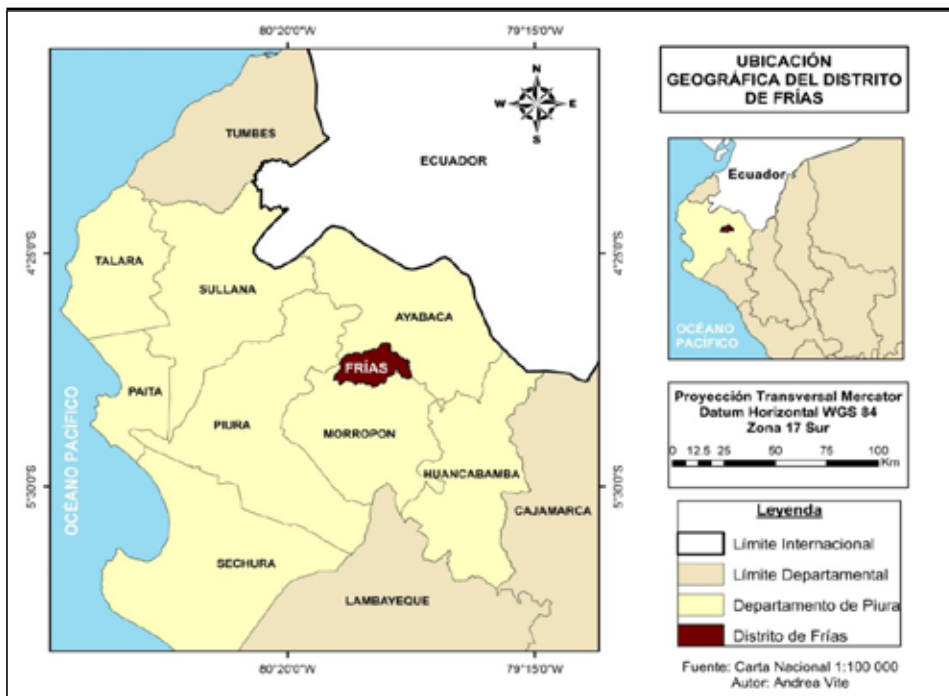 80°20'0"W
79°15'0"W
N
W
E
S
TUMBES
ECUADOR
4°25'0"S
4°25'0"S
TALARA
SULLANA
AYABACA
FRÍAS
PAITA
PIURA
MORROPON
HUANCABAMBA
OCÉANO PACÍFICO
5°30'0"S
5°30'0"S
CAJAMARCA
SECHURA
LAMBAYEQUE
80°20'0"W
79°15'0"W
UBICACIÓN
GEOGRÁFICA DEL DISTRITO
DE FRÍAS
Ecuador
OCÉANO
PACÍFICO
Proyección Transversal Mercator
Datum Horizontal WGS 84
Zona 17 Sur
0 12.5 25 50 75 100
Km
Leyenda
Límite Internacional
Límite Departamental
Departamento de Piura
Distrito de Frías
Fuente: Carta Nacional 1:100 000
Autor: Andrea Vite